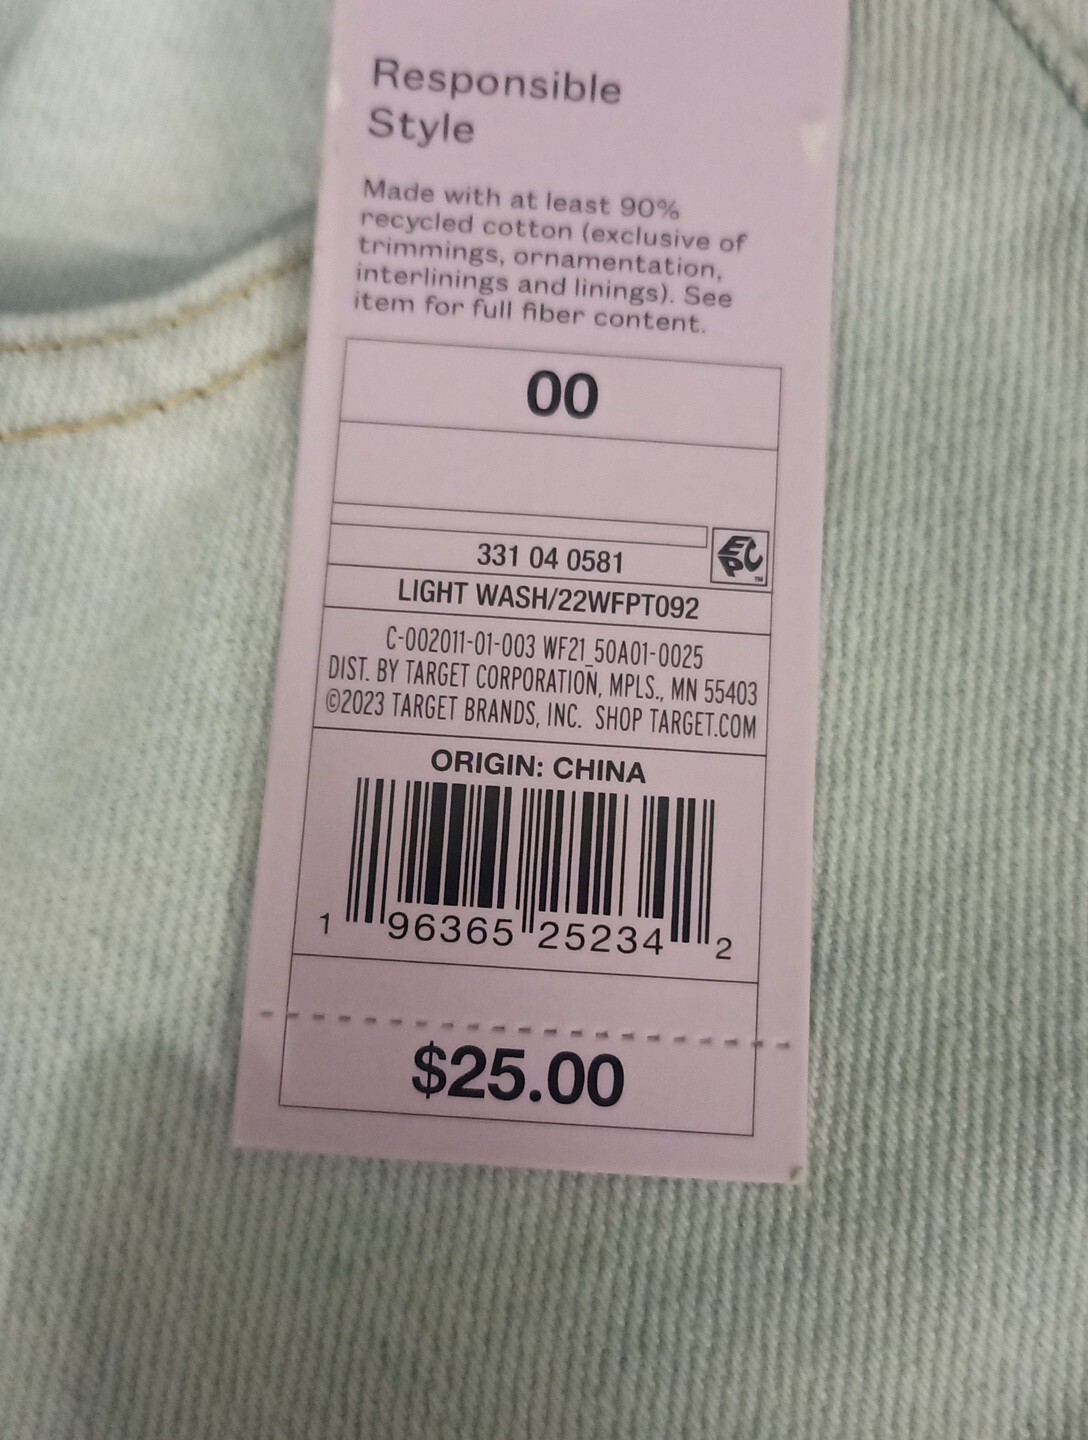 Responsible
Style
Made with at least 90%
recycled cotton (exclusive of
trimmings, ornamentation,
interlinings and linings). See
item for full fiber content.
00
331 04 0581
EPC™
LIGHT WASH/22WFPT092
C-002011-01-003 WF21_50A01-0025
DIST. BY TARGET CORPORATION, MPLS., MN 55403
©2023 TARGET BRANDS, INC. SHOP TARGET.COM
ORIGIN: CHINA
1 96365 25234 2
$25.00